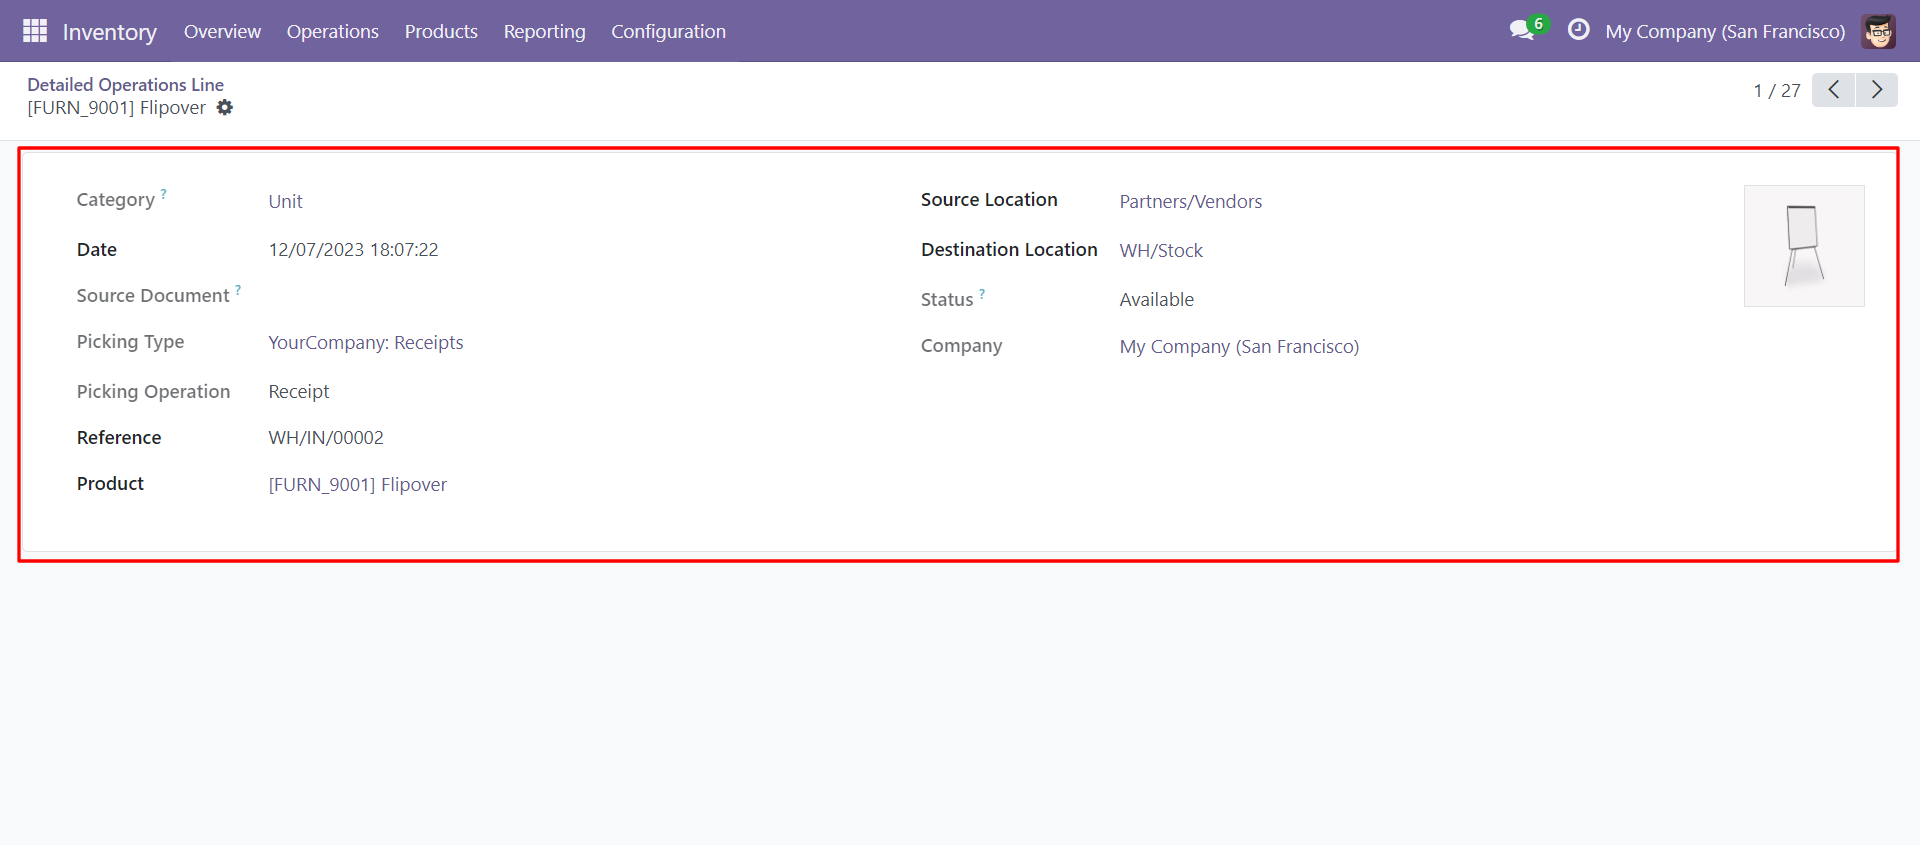 Inventory Overview Operations Products Reporting Configuration 6 My Company (San Francisco)
Detailed Operations Line
[FURN_9001] Flipover
1 / 27
Category ? Unit
Date 12/07/2023 18:07:22
Source Document ?
Picking Type YourCompany: Receipts
Picking Operation Receipt
Reference WH/IN/00002
Product [FURN_9001] Flipover
Source Location Partners/Vendors
Destination Location WH/Stock
Status ? Available
Company My Company (San Francisco)